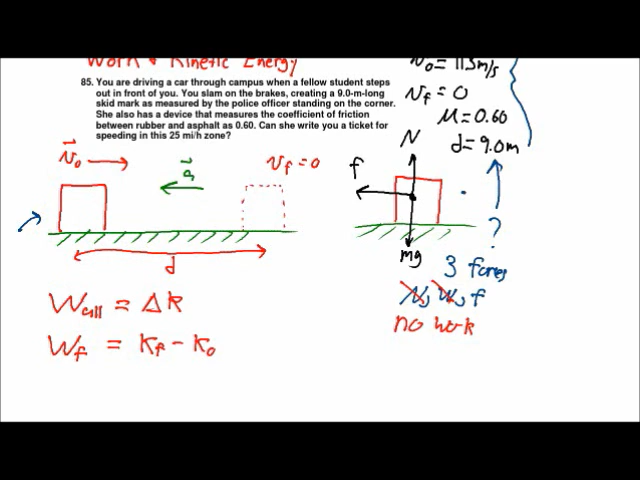 Work & Kinetic Energy
85. You are driving a car through campus when a fellow student steps
out in front of you. You slam on the brakes, creating a 9.0-m-long
skid mark as measured by the police officer standing on the corner.
She also has a device that measures the coefficient of friction
between rubber and asphalt as 0.60. Can she write you a ticket for
speeding in this 25 mi/h zone?
v₀ = 11.3 m/s
v_f = 0
μ = 0.60
d = 9.0m
?
v₀
a
v_f = 0
d
N
f
mg
3 forces
N, W, f
no work
W_all = ΔK
W_f = K_f - K₀